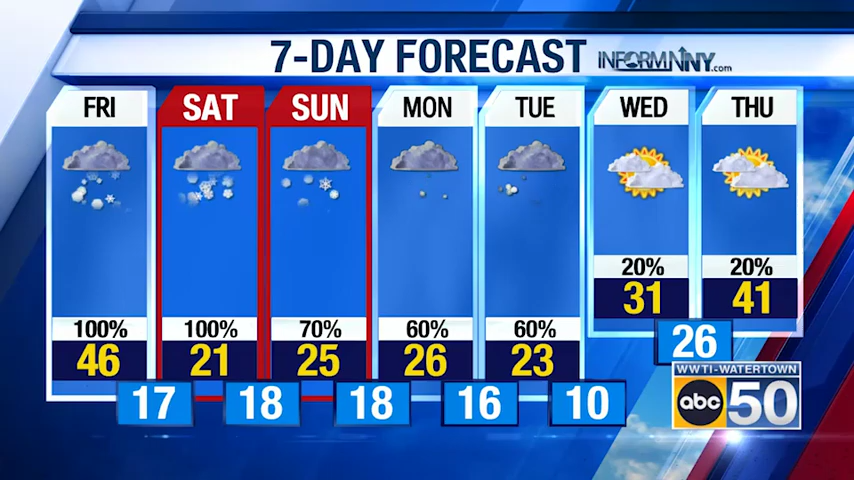 7-DAY FORECAST INFORMNNY.com
FRI SAT SUN MON TUE WED THU
20% 20%
31 41
100% 100% 70% 60% 60%
46 21 25 26 23
26
17 18 18 16 10
WWTI-WATERTOWN
abc 50